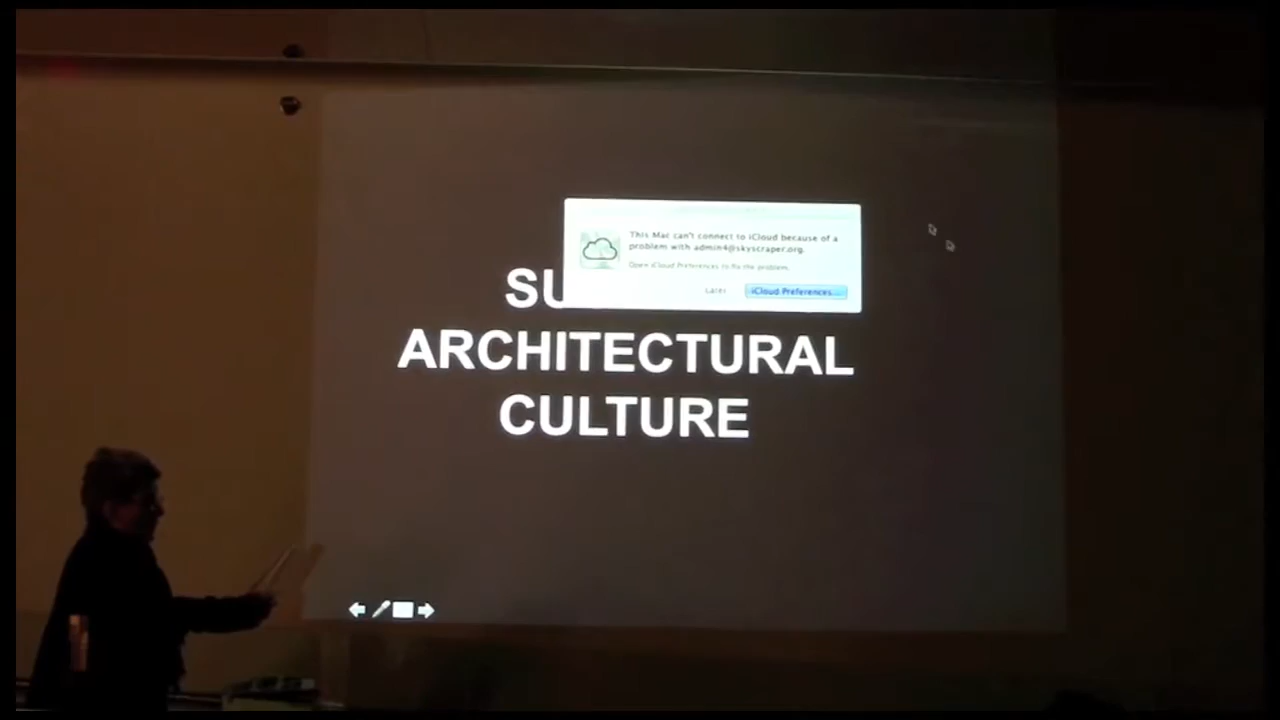 This Mac can't connect to iCloud because of a
problem with admin4@skyscraper.org.
Open iCloud Preferences to fix the problem.
Later
iCloud Preferences...
SU
ARCHITECTURAL
CULTURE